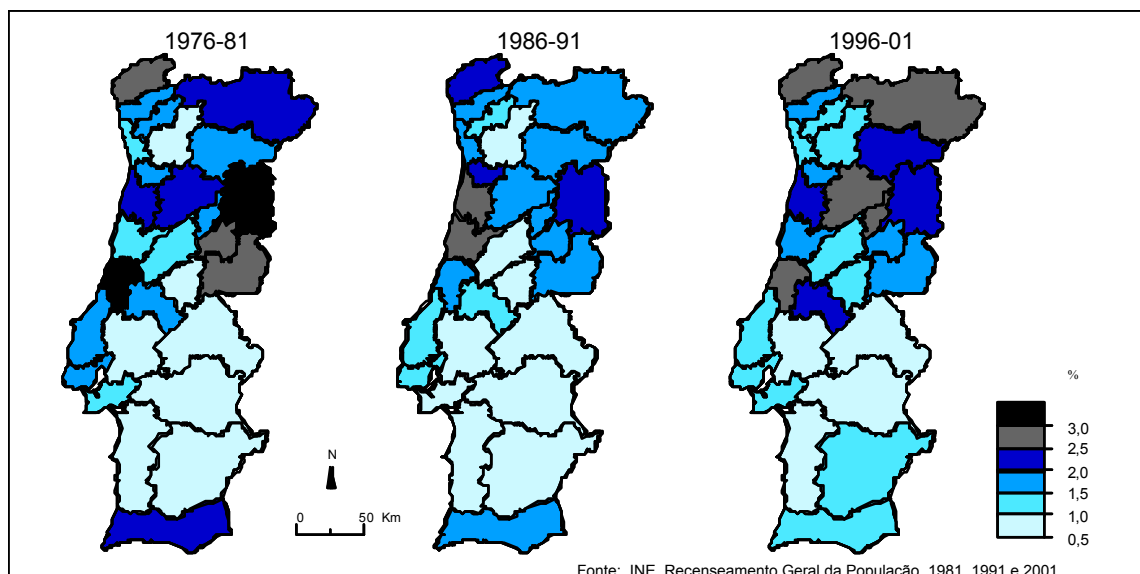 1976-81 1986-91 1996-01
%
3,0
2,5
2,0
1,5
1,0
0,5
N
0 50 Km
Fonte: INE, Recenseamento Geral da População, 1981, 1991 e 2001